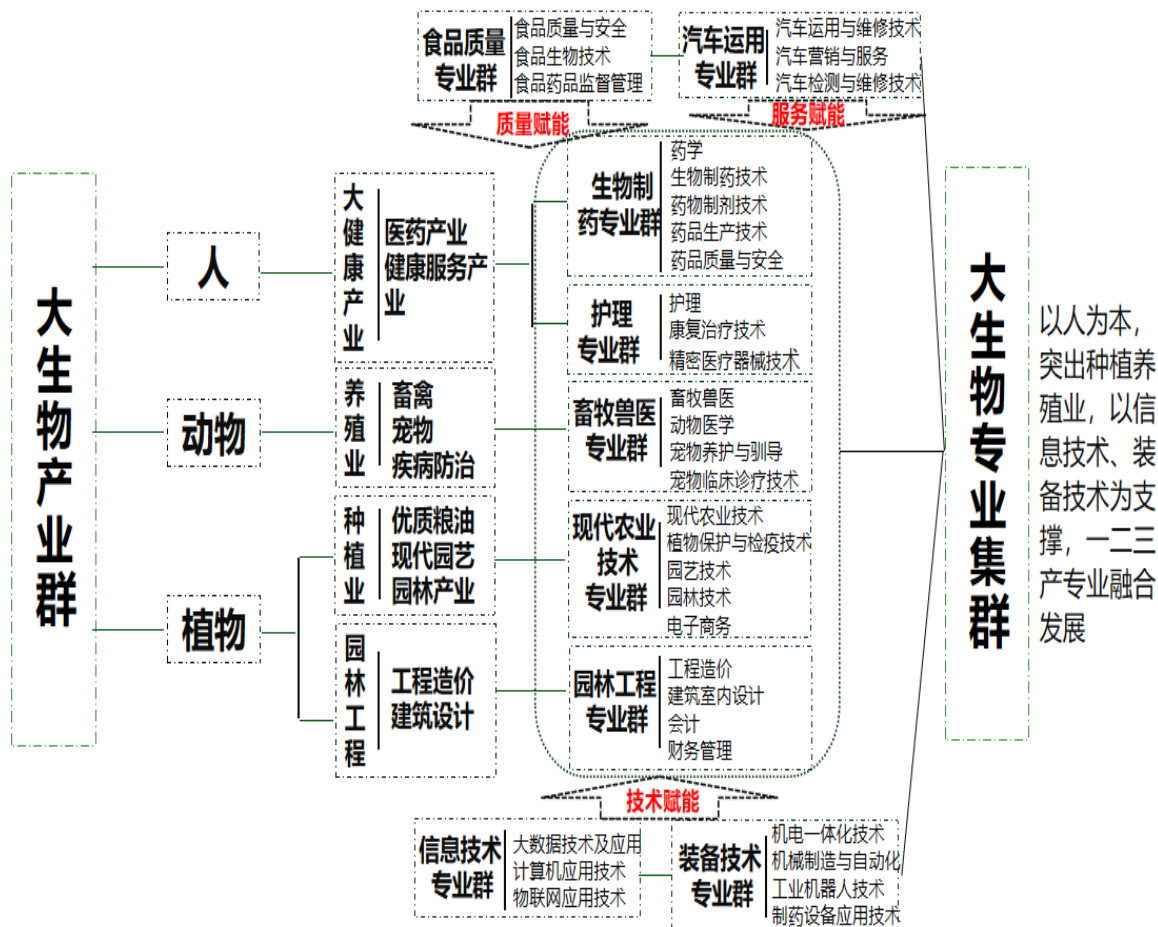 食品质量
专业群
食品质量与安全
食品生物技术
食品药品监督管理
汽车运用
专业群
汽车运用与维修技术
汽车营销与服务
汽车检测与维修技术
质量赋能
服务赋能
大生物产业群
人
动物
植物
大健康产业
医药产业
健康服务产
业
养殖业
畜禽
宠物
疾病防治
种植业
优质粮油
现代园艺
园林产业
园林工程
工程造价
建筑设计
生物制
药专业群
药学
生物制药技术
药物制剂技术
药品生产技术
药品质量与安全
护理
专业群
护理
康复治疗技术
精密医疗器械技术
畜牧兽医
专业群
畜牧兽医
动物医学
宠物养护与驯导
宠物临床诊疗技术
现代农业
技术
专业群
现代农业技术
植物保护与检疫技术
园艺技术
园林技术
电子商务
园林工程
专业群
工程造价
建筑室内设计
会计
财务管理
大生物专业集群
以人为本，
突出种植养
殖业，以信
息技术、装
备技术为支
撑，一二三
产专业融合
发展
技术赋能
信息技术
专业群
大数据技术及应用
计算机应用技术
物联网应用技术
装备技术
专业群
机电一体化技术
机械制造与自动化
工业机器人技术
制药设备应用技术